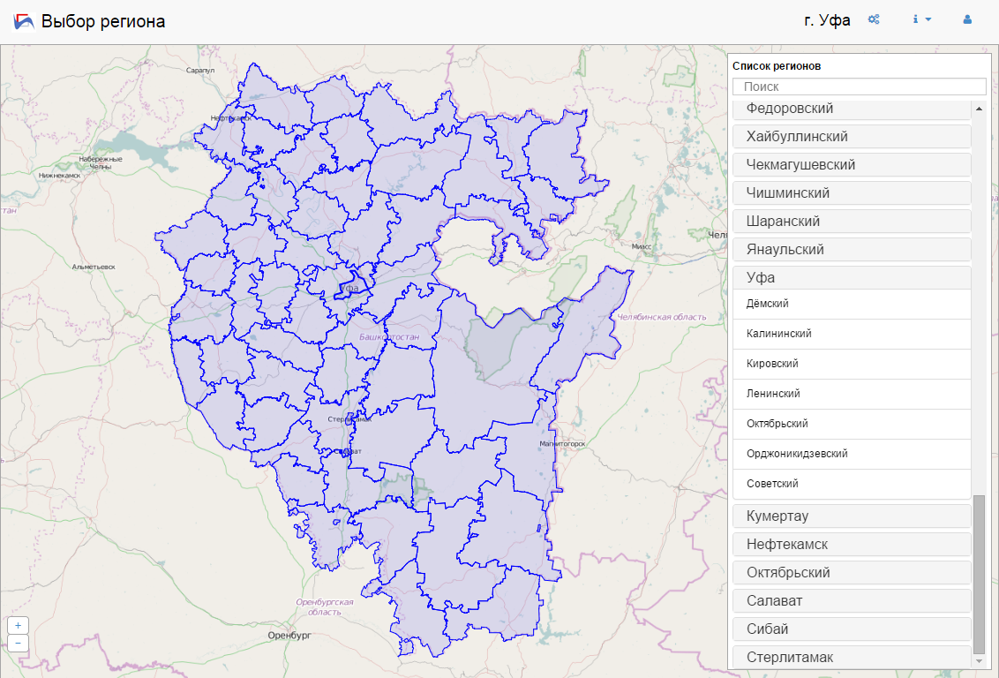 Выбор региона
г. Уфа
Сарапул
Нефтекамск
Набережные
Челны
Нижнекамск
тан
Альметьевск
Уфа
Башкортостан
Миасс
Челябинская область
Стерлитамак
Салават
Магнитогорск
Оренбургская
область
Оренбург
+
−
Список регионов
Поиск
Федоровский
Хайбуллинский
Чекмагушевский
Чишминский
Шаранский
Янаульский
Уфа
Дёмский
Калининский
Кировский
Ленинский
Октябрьский
Орджоникидзевский
Советский
Кумертау
Нефтекамск
Октябрьский
Салават
Сибай
Стерлитамак